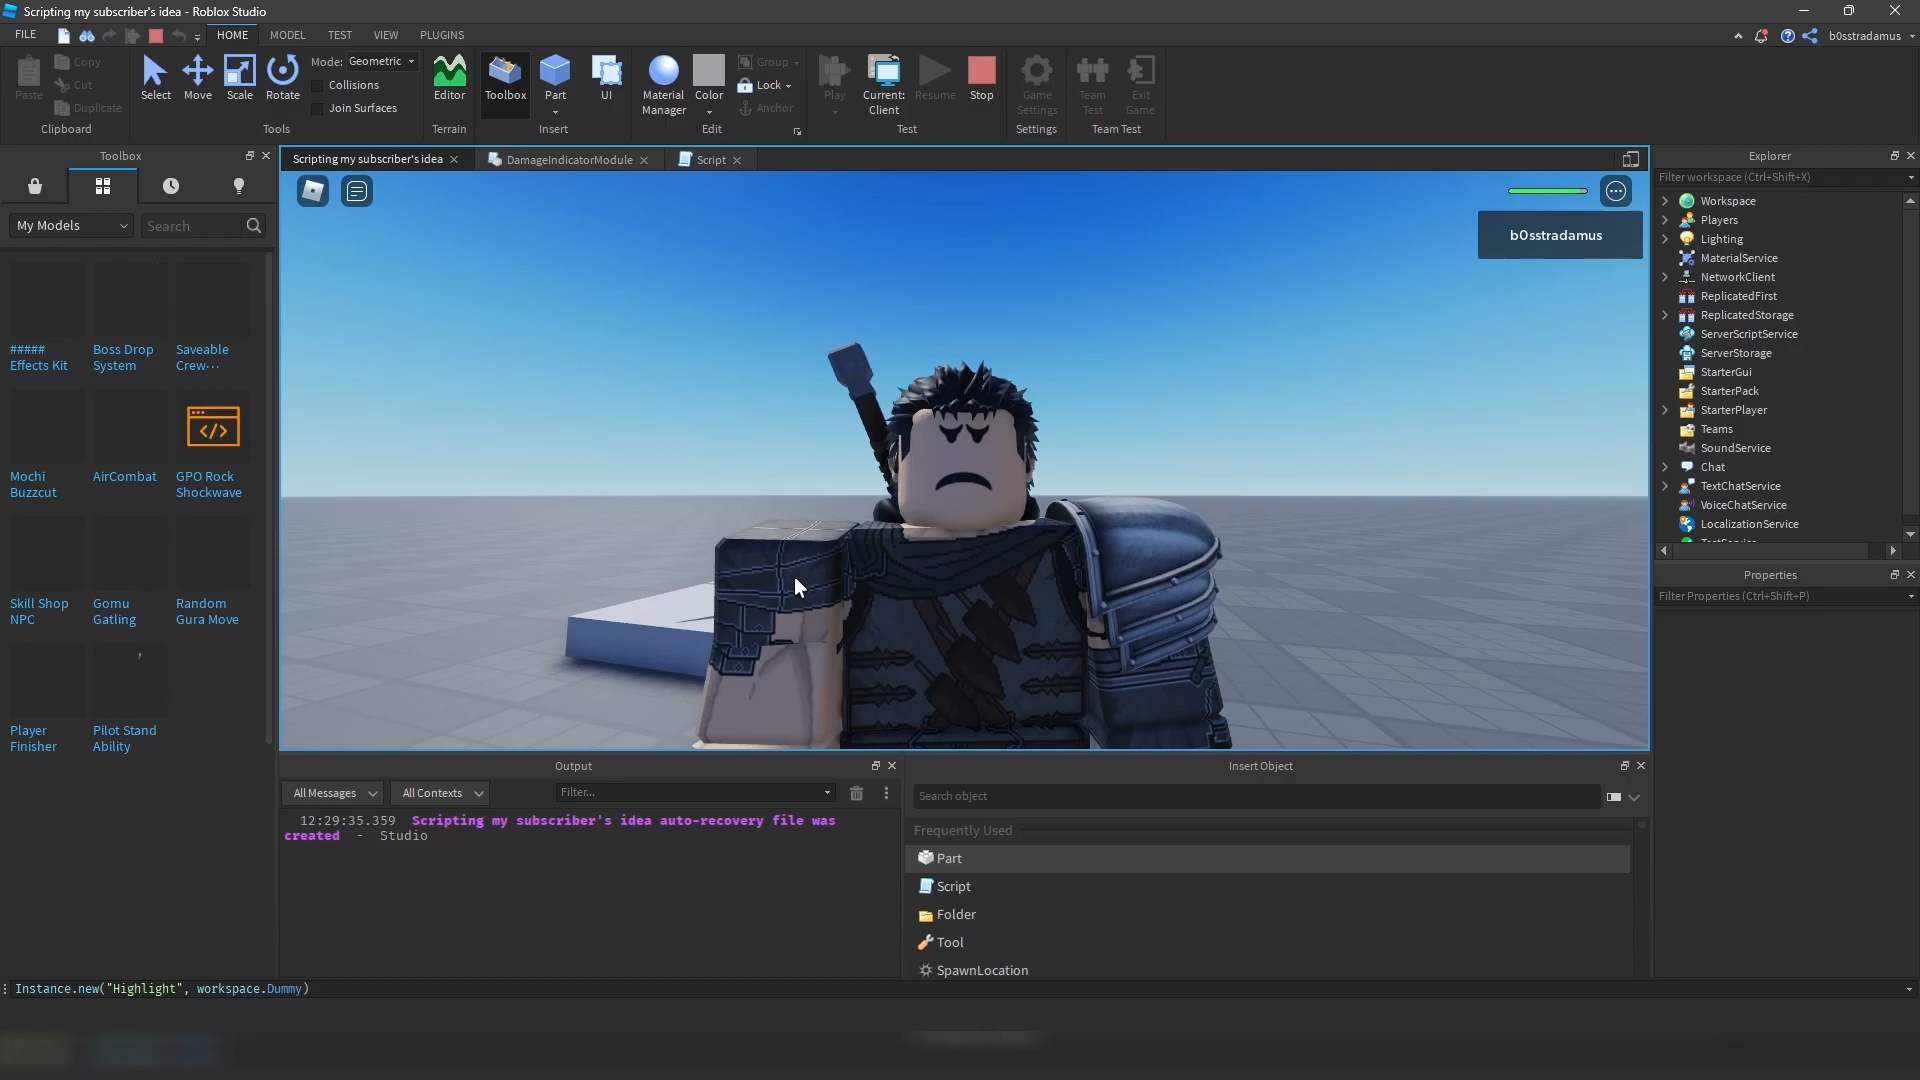 Scripting my subscriber's idea - Roblox Studio
FILE
HOME
MODEL
TEST
VIEW
PLUGINS
b0sstradamus
Paste
Copy
Cut
Duplicate
Clipboard
Select
Move
Scale
Rotate
Mode: Geometric
Collisions
Join Surfaces
Tools
Editor
Terrain
Toolbox
Part
UI
Insert
Material
Manager
Color
Group
Lock
Anchor
Edit
Play
Current:
Client
Resume
Stop
Test
Game
Settings
Settings
Team
Test
Exit
Game
Team Test
Toolbox
My Models
Search
#####
Effects Kit
Boss Drop
System
Saveable
Crew...
Mochi
Buzzcut
AirCombat
GPO Rock
Shockwave
Skill Shop
NPC
Gomu
Gatling
Random
Gura Move
Player
Finisher
Pilot Stand
Ability
Scripting my subscriber's idea
DamageIndicatorModule
Script
b0sstradamus
Explorer
Filter workspace (Ctrl+Shift+X)
Workspace
Players
Lighting
MaterialService
NetworkClient
ReplicatedFirst
ReplicatedStorage
ServerScriptService
ServerStorage
StarterGui
StarterPack
StarterPlayer
Teams
SoundService
Chat
TextChatService
VoiceChatService
LocalizationService
TestService
Properties
Filter Properties (Ctrl+Shift+P)
Output
All Messages
All Contexts
Filter...
12:29:35.359 Scripting my subscriber's idea auto-recovery file was
created - Studio
Insert Object
Search object
Frequently Used
Part
Script
Folder
Tool
SpawnLocation
Instance.new("Highlight", workspace.Dummy)